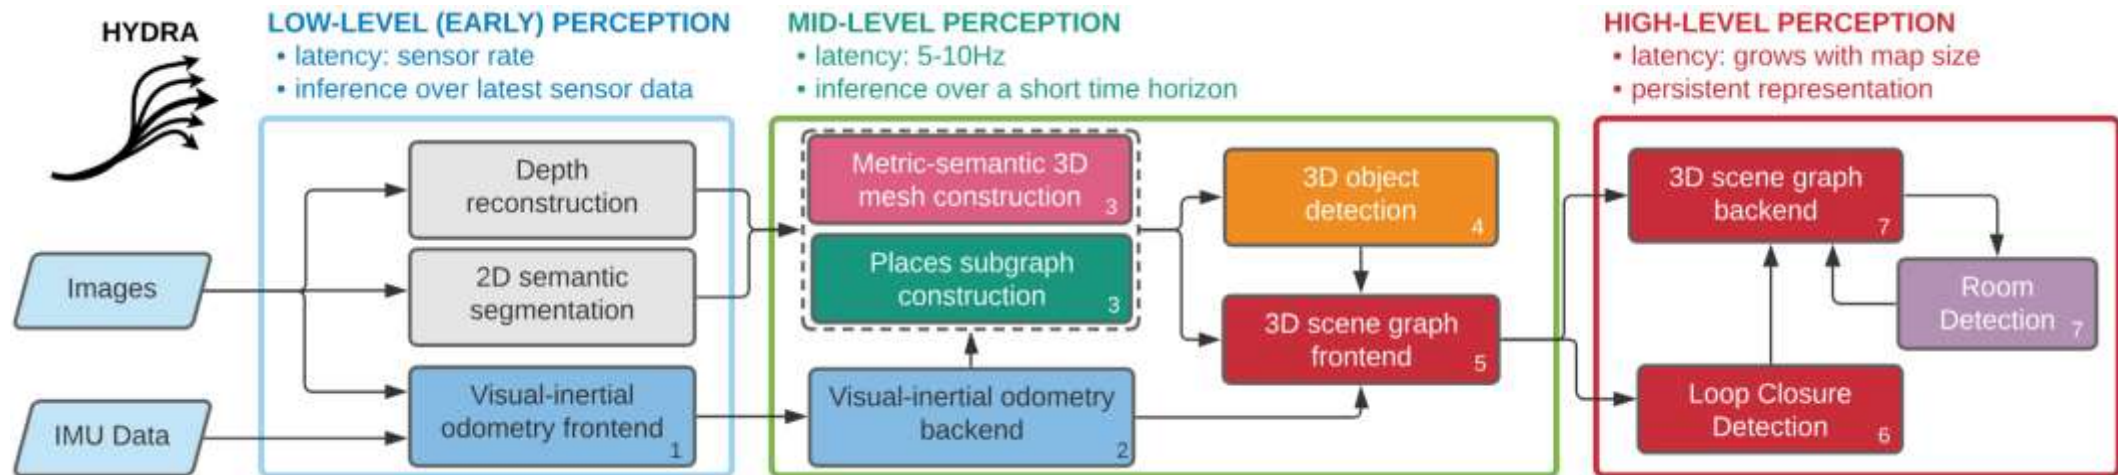 HYDRA
LOW-LEVEL (EARLY) PERCEPTION
• latency: sensor rate
• inference over latest sensor data
MID-LEVEL PERCEPTION
• latency: 5-10Hz
• inference over a short time horizon
HIGH-LEVEL PERCEPTION
• latency: grows with map size
• persistent representation
Images
IMU Data
Depth
reconstruction
2D semantic
segmentation
Visual-inertial
odometry frontend
1
Metric-semantic 3D
mesh construction
3
Places subgraph
construction
3
Visual-inertial odometry
backend
2
3D object
detection
4
3D scene graph
frontend
5
3D scene graph
backend
7
Room
Detection
7
Loop Closure
Detection
6